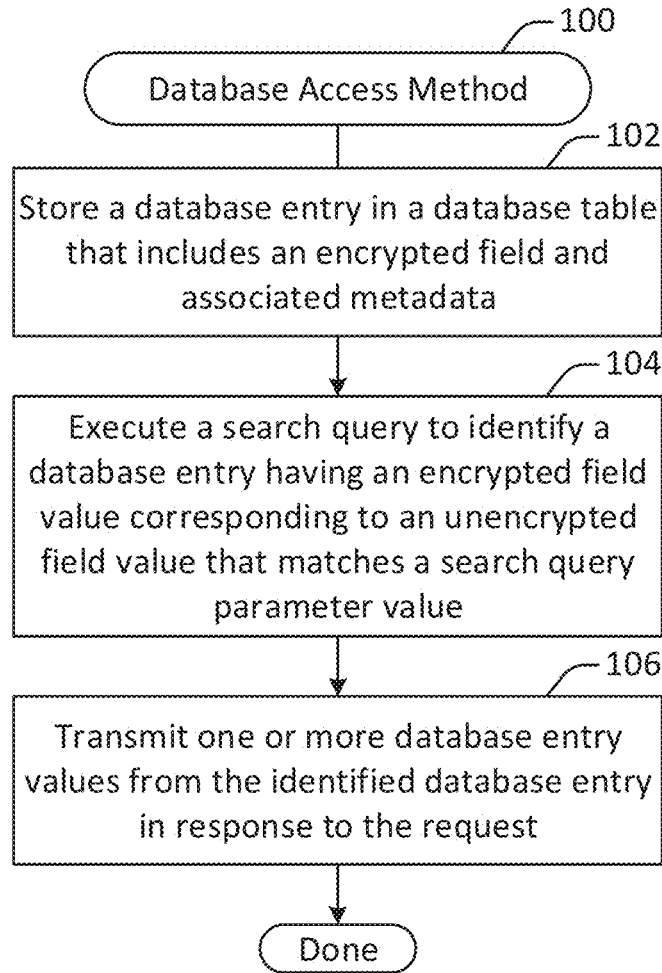 100
Database Access Method
102
Store a database entry in a database table
that includes an encrypted field and
associated metadata
104
Execute a search query to identify a
database entry having an encrypted field
value corresponding to an unencrypted
field value that matches a search query
parameter value
106
Transmit one or more database entry
values from the identified database entry
in response to the request
Done